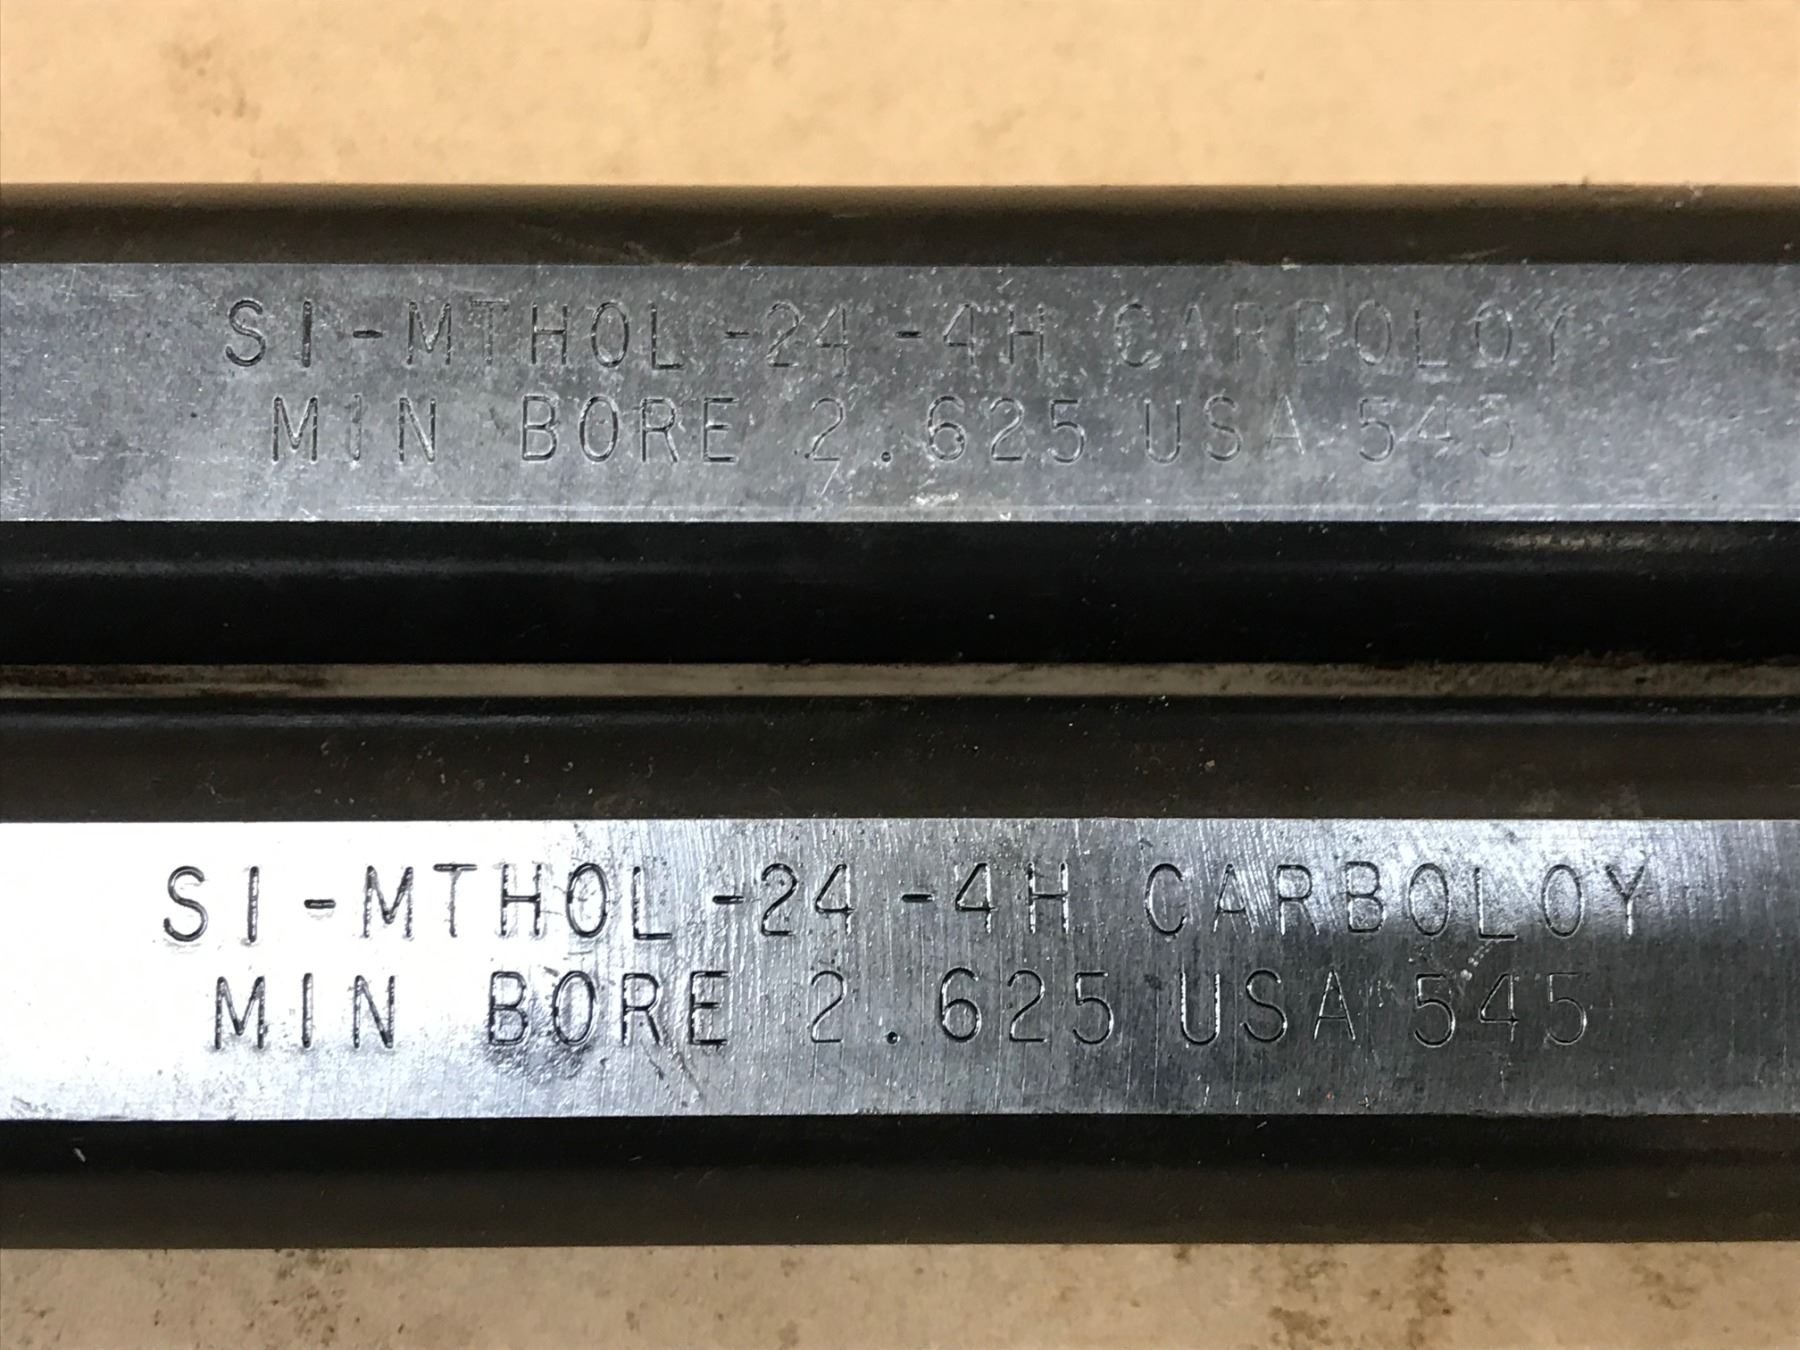 SI-MTHOL-24-4H CARBOLOY
MIN BORE 2.625 USA 545
SI-MTHOL-24-4H CARBOLOY
MIN BORE 2.625 USA 545